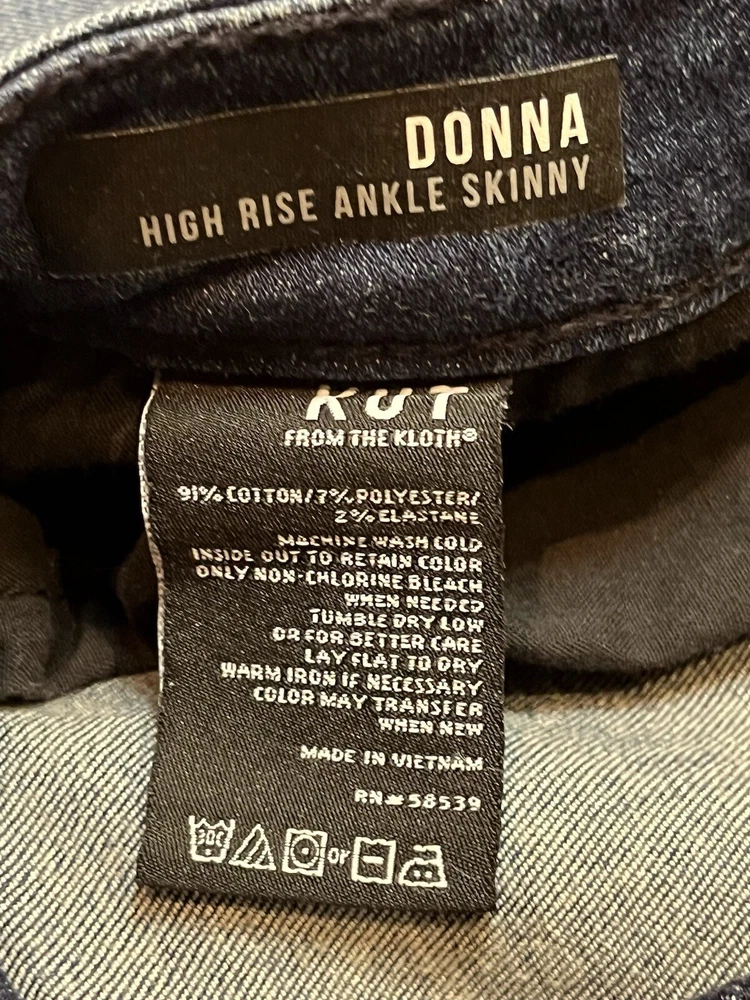 DONNA
HIGH RISE ANKLE SKINNY
KUT
FROM THE KLOTH®
91% COTTON/7% POLYESTER/
2% ELASTANE
MACHINE WASH COLD
INSIDE OUT TO RETAIN COLOR
ONLY NON-CHLORINE BLEACH
WHEN NEEDED
TUMBLE DRY LOW
OR FOR BETTER CARE
LAY FLAT TO DRY
WARM IRON IF NECESSARY
COLOR MAY TRANSFER
WHEN NEW
MADE IN VIETNAM
RN#58539
30C or